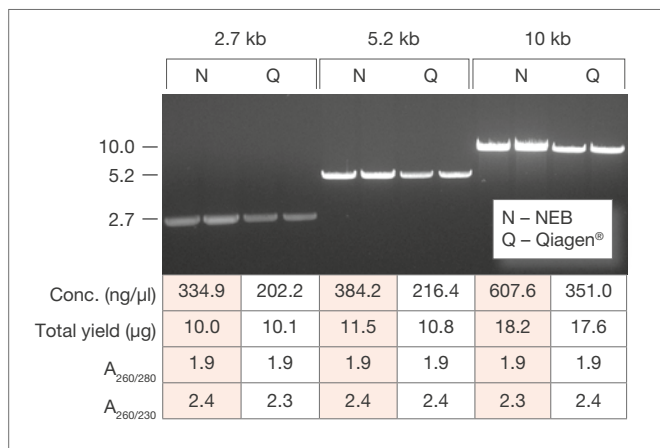 2.7 kb 5.2 kb 10 kb
N Q N Q N Q
10.0
5.2
2.7
N – NEB
Q – Qiagen®
Conc. (ng/µl) 334.9 202.2 384.2 216.4 607.6 351.0
Total yield (µg) 10.0 10.1 11.5 10.8 18.2 17.6
A260/280 1.9 1.9 1.9 1.9 1.9 1.9
A260/230 2.4 2.3 2.4 2.4 2.3 2.4